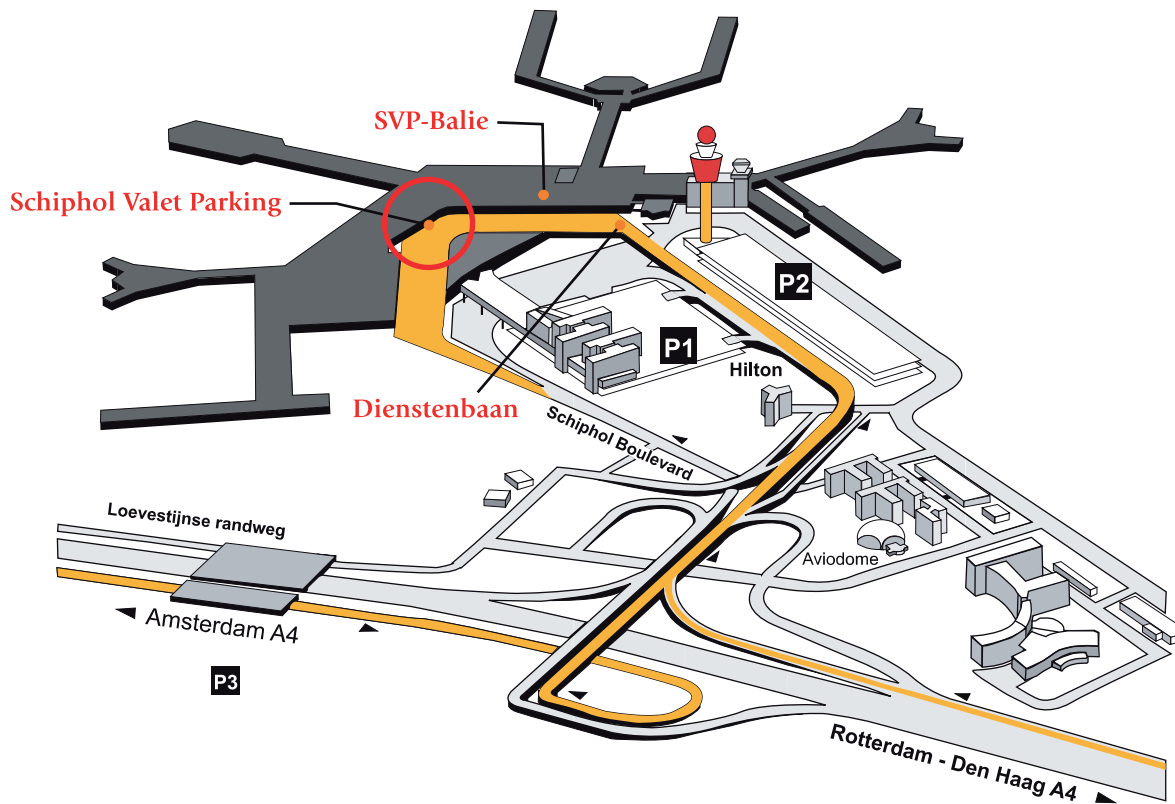 SVP-Balie
Schiphol Valet Parking
P2
P1
Hilton
Dienstenbaan
Schiphol Boulevard
Loevestijnse randweg
Aviodome
Amsterdam A4
P3
Rotterdam - Den Haag A4